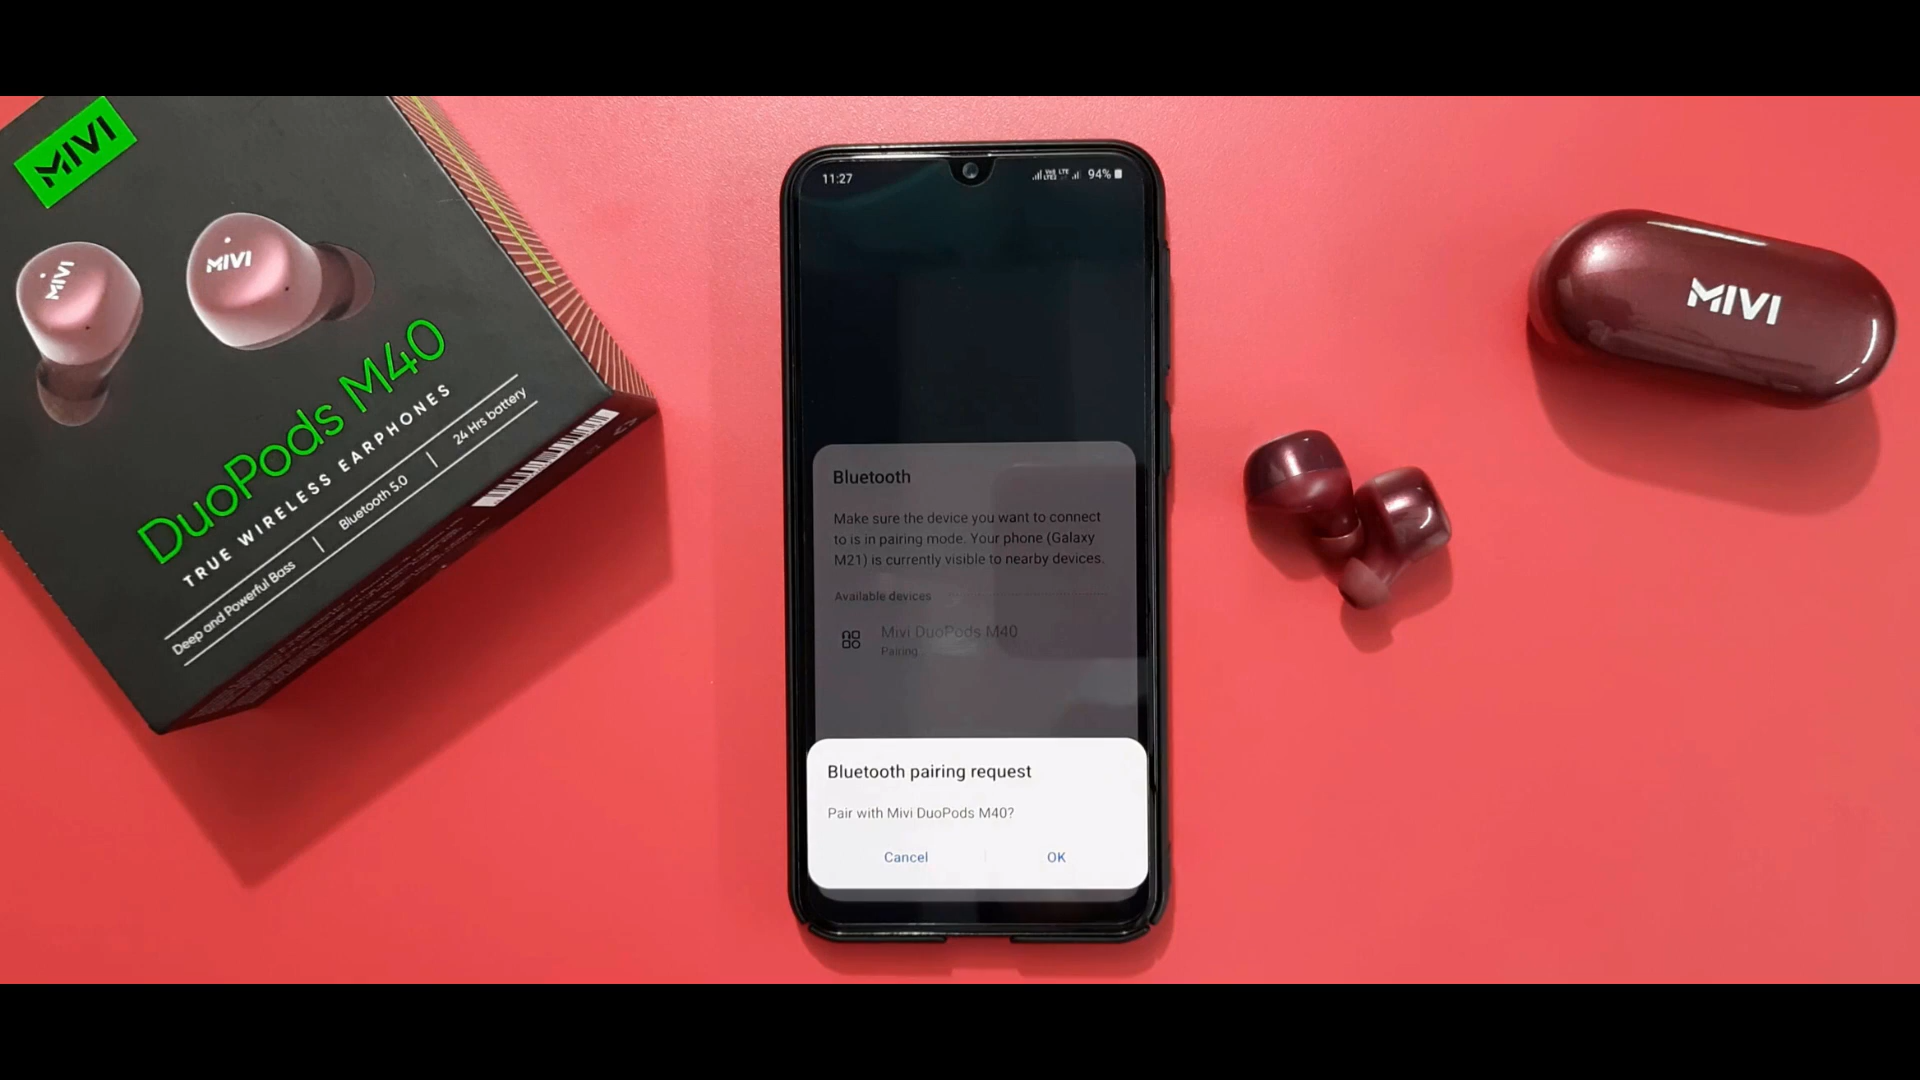 MIVI
MIVI
MIVI
DuoPods M40
TRUE WIRELESS EARPHONES
Deep and Powerful Bass | Bluetooth 5.0 | 24 Hrs battery
11:27
94%
Bluetooth
Make sure the device you want to connect
to is in pairing mode. Your phone (Galaxy
M21) is currently visible to nearby devices.
Available devices
Mivi DuoPods M40
Pairing
Bluetooth pairing request
Pair with Mivi DuoPods M40?
Cancel
OK
MIVI